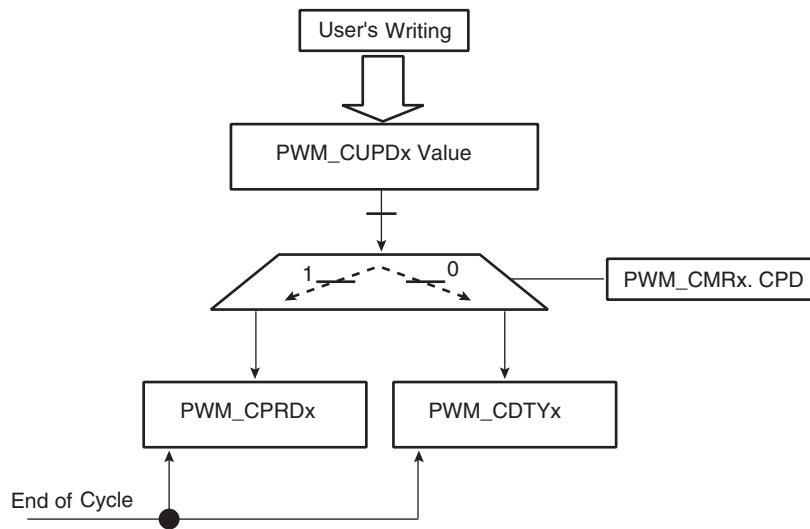 User's Writing
PWM_CUPDx Value
1
0
PWM_CMRx. CPD
PWM_CPRDx
PWM_CDTYx
End of Cycle